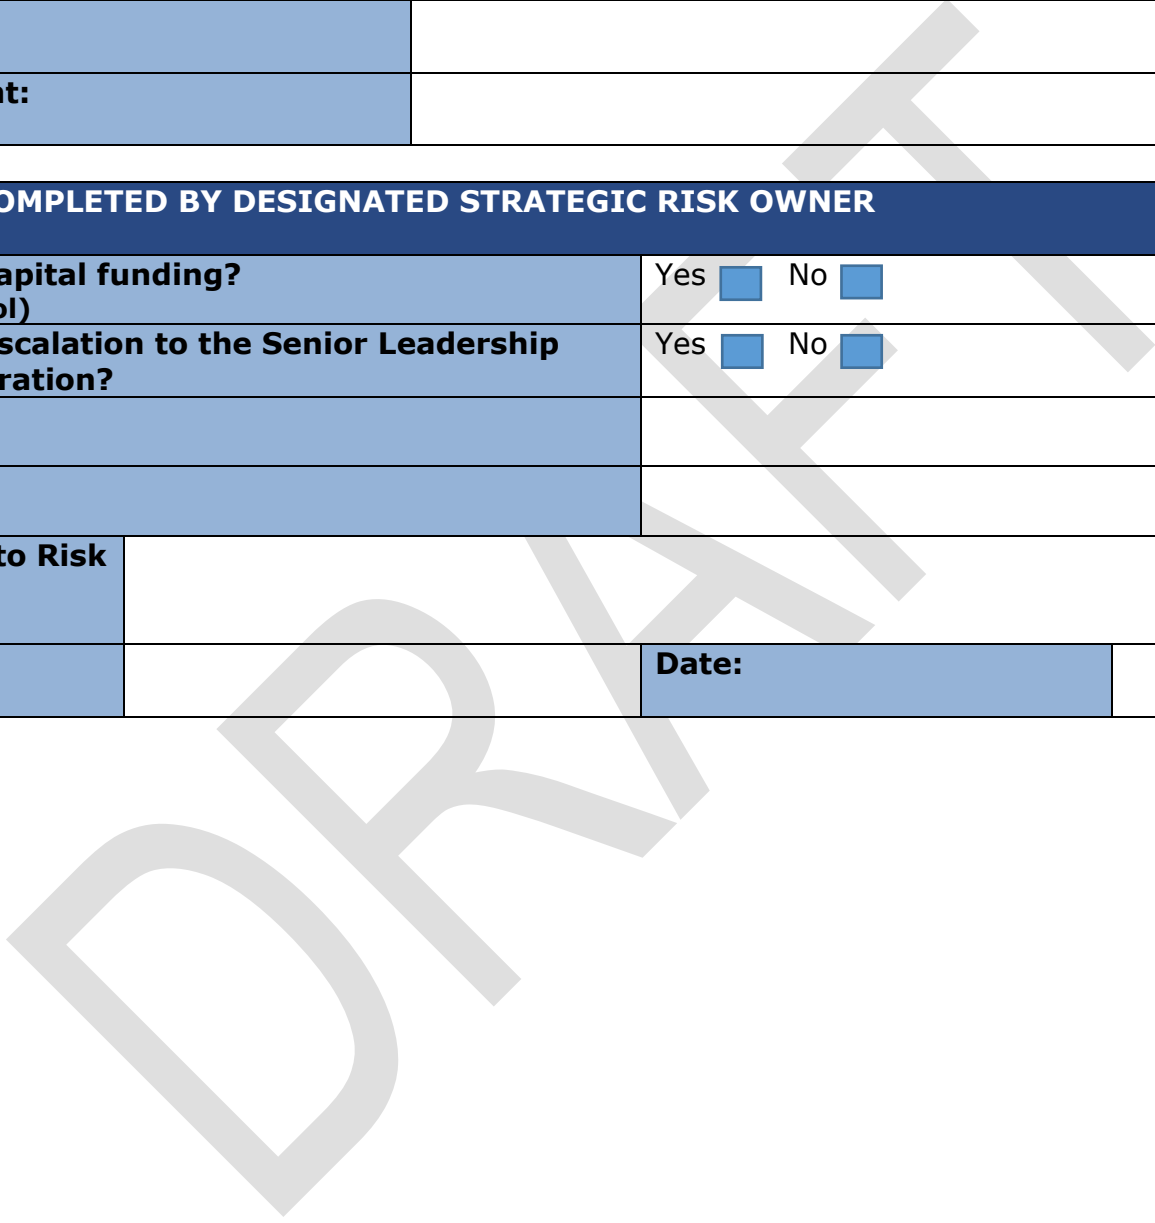 OMPLETED BY DESIGNATED STRATEGIC RISK OWNER
apital funding?
Yes No
scalation to the Senior Leadership
Yes No
ration?
to Risk
Date:
DRAFT